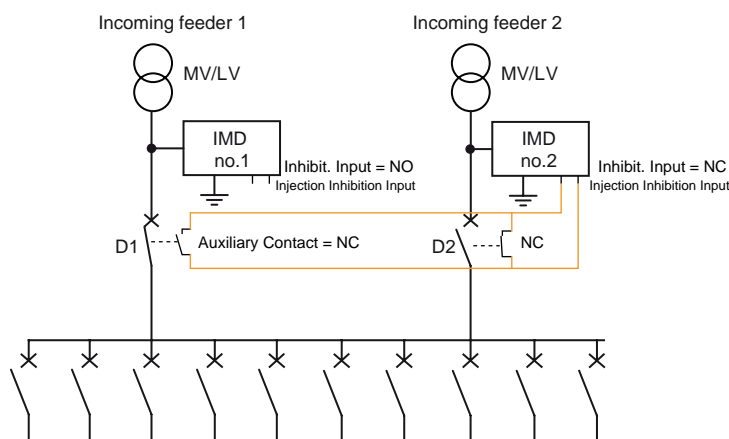 Incoming feeder 1
Incoming feeder 2
MV/LV
MV/LV
IMD
no.1
Inhibit. Input = NO
Injection Inhibition Input
IMD
no.2
Inhibit. Input = NC
Injection Inhibition Input
D1
Auxiliary Contact = NC
D2
NC